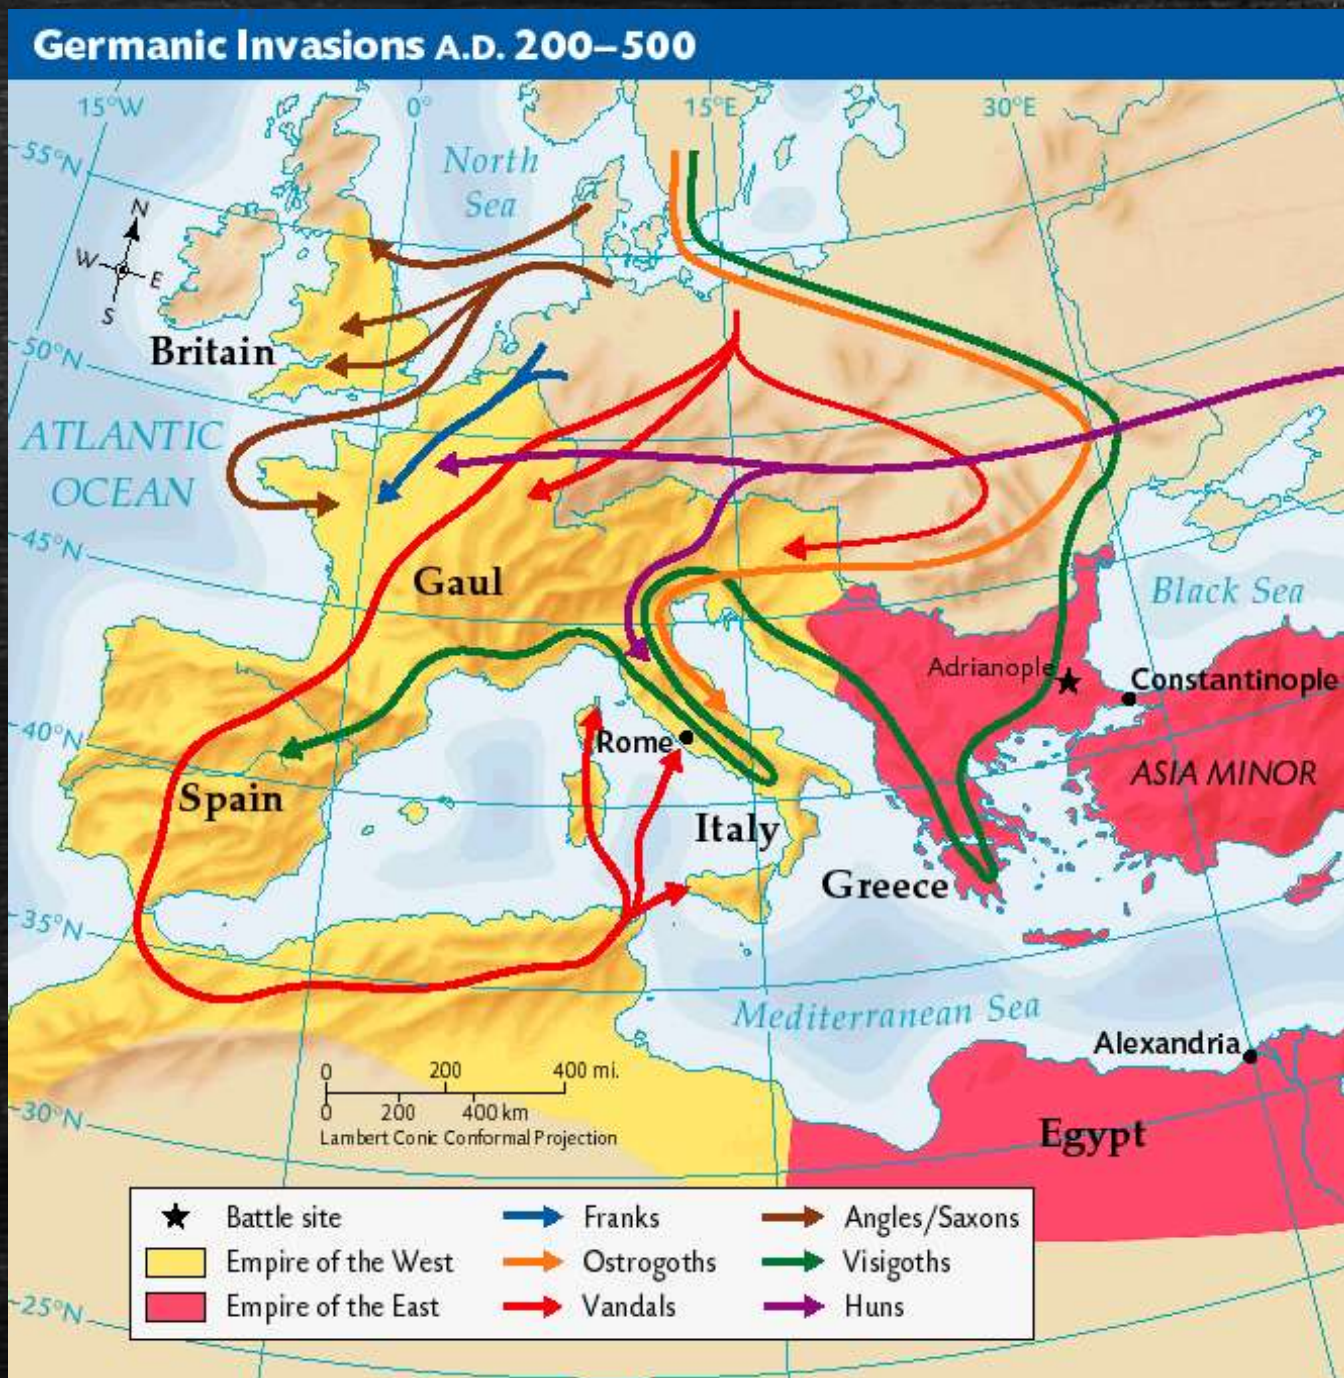 Germanic Invasions A.D. 200–500
15°W
0°
15°E
30°E
55°N
North
Sea
N
W
E
S
50°N
Britain
ATLANTIC
OCEAN
45°N
Gaul
Black Sea
Adrianople
Constantinople
40°N
Rome
ASIA MINOR
Spain
Italy
Greece
35°N
Mediterranean Sea
Alexandria
0 200 400 mi.
0 200 400 km
Lambert Conic Conformal Projection
30°N
Egypt
Battle site
Franks
Angles/Saxons
Empire of the West
Ostrogoths
Visigoths
Empire of the East
Vandals
Huns
25°N